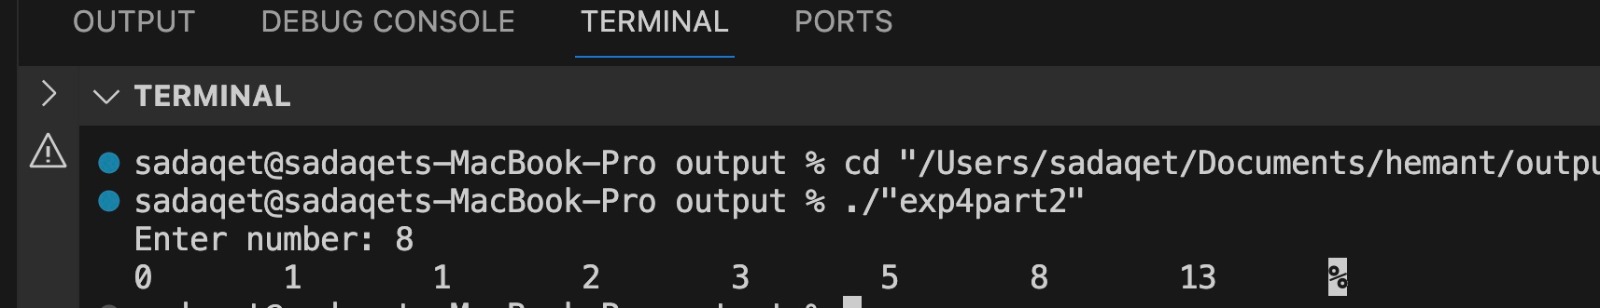 OUTPUT DEBUG CONSOLE TERMINAL PORTS
TERMINAL
sadaqet@sadaqets-MacBook-Pro output % cd "/Users/sadaqet/Documents/hemant/outpu
sadaqet@sadaqets-MacBook-Pro output % ./"exp4part2"
Enter number: 8
0 1 1 2 3 5 8 13 %